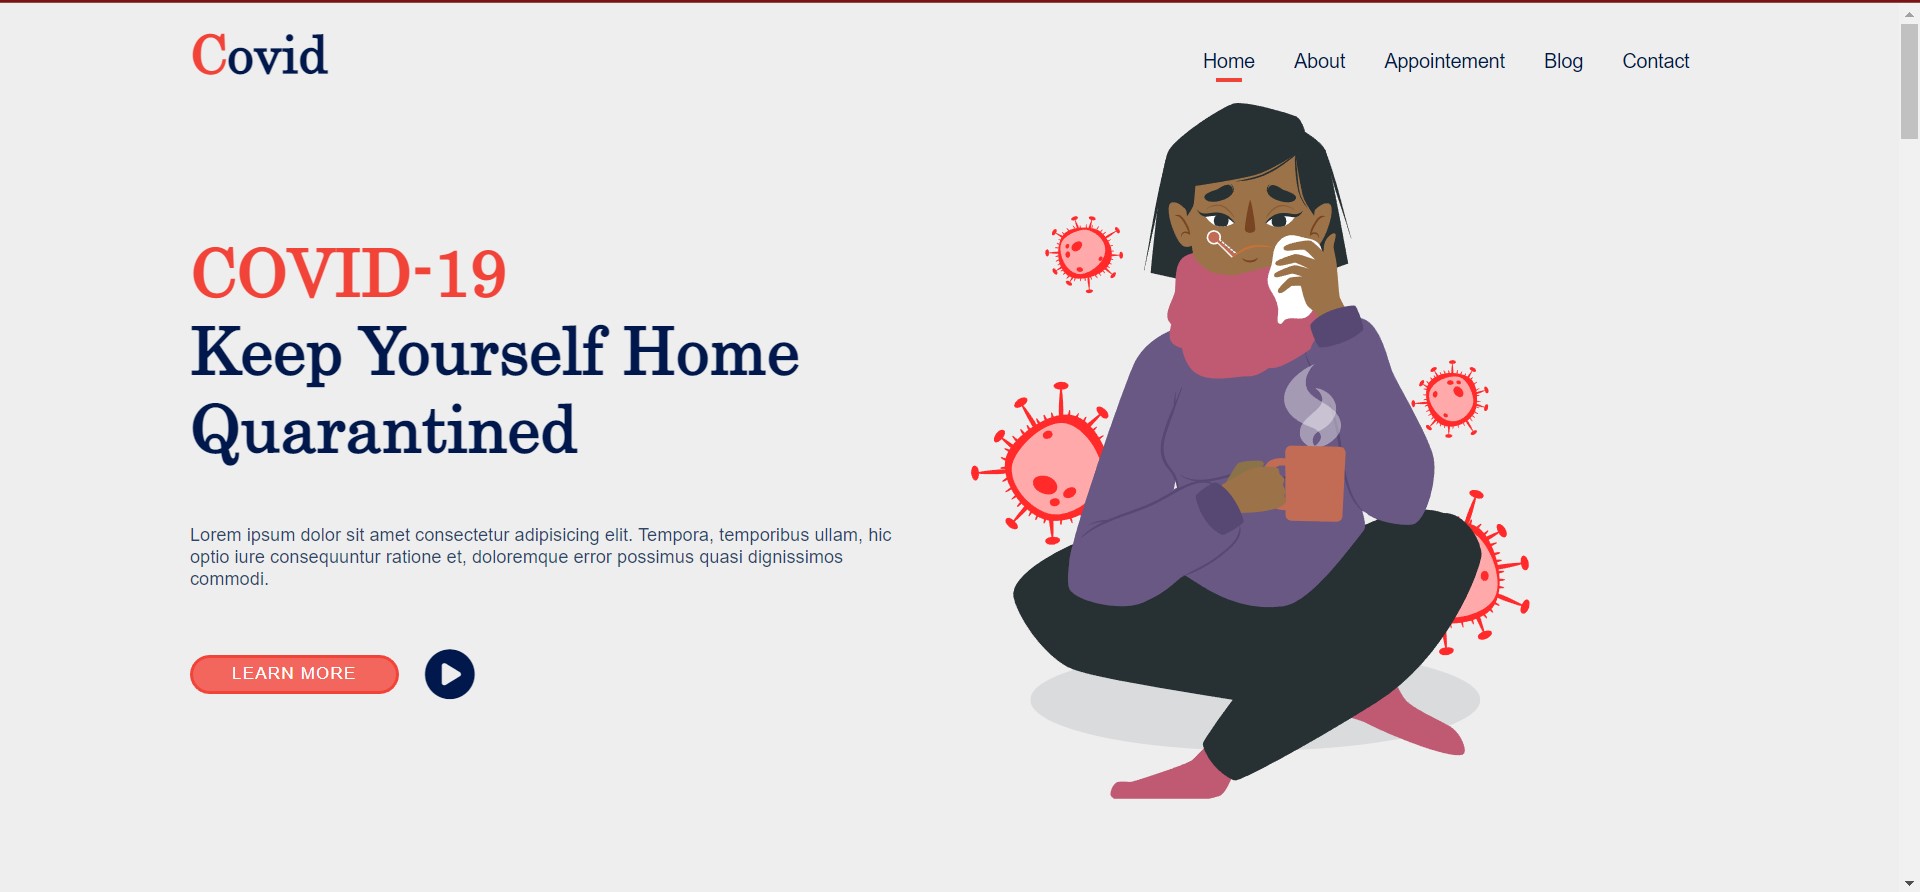 Covid
Home About Appointement Blog Contact
COVID-19
Keep Yourself Home
Quarantined
Lorem ipsum dolor sit amet consectetur adipisicing elit. Tempora, temporibus ullam, hic
optio iure consequuntur ratione et, doloremque error possimus quasi dignissimos
commodi.
LEARN MORE